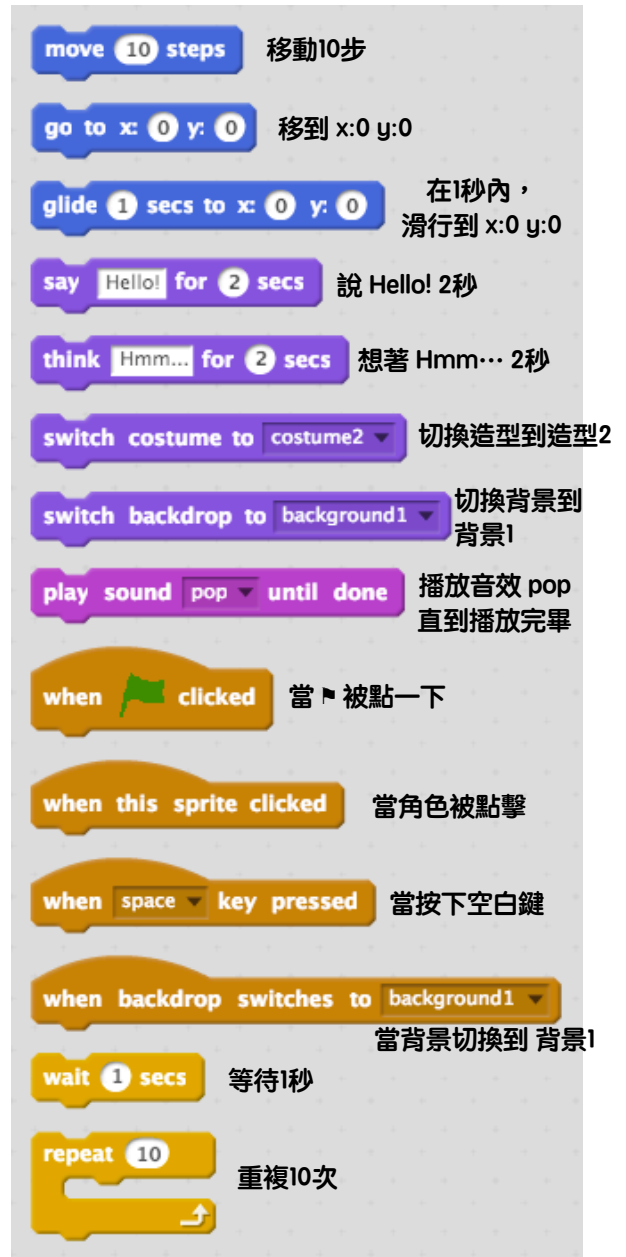 move 10 steps 移動10步
go to x: 0 y: 0 移到 x:0 y:0
glide 1 secs to x: 0 y: 0 在1秒內，
滑行到 x:0 y:0
say Hello! for 2 secs 說 Hello! 2秒
think Hmm... for 2 secs 想著 Hmm… 2秒
switch costume to costume2 切換造型到造型2
switch backdrop to background1 切換背景到
背景1
play sound pop until done 播放音效 pop
直到播放完畢
when clicked 當⚑被點一下
when this sprite clicked 當角色被點擊
when space key pressed 當按下空白鍵
when backdrop switches to background1
當背景切換到 背景1
wait 1 secs 等待1秒
repeat 10
重複10次